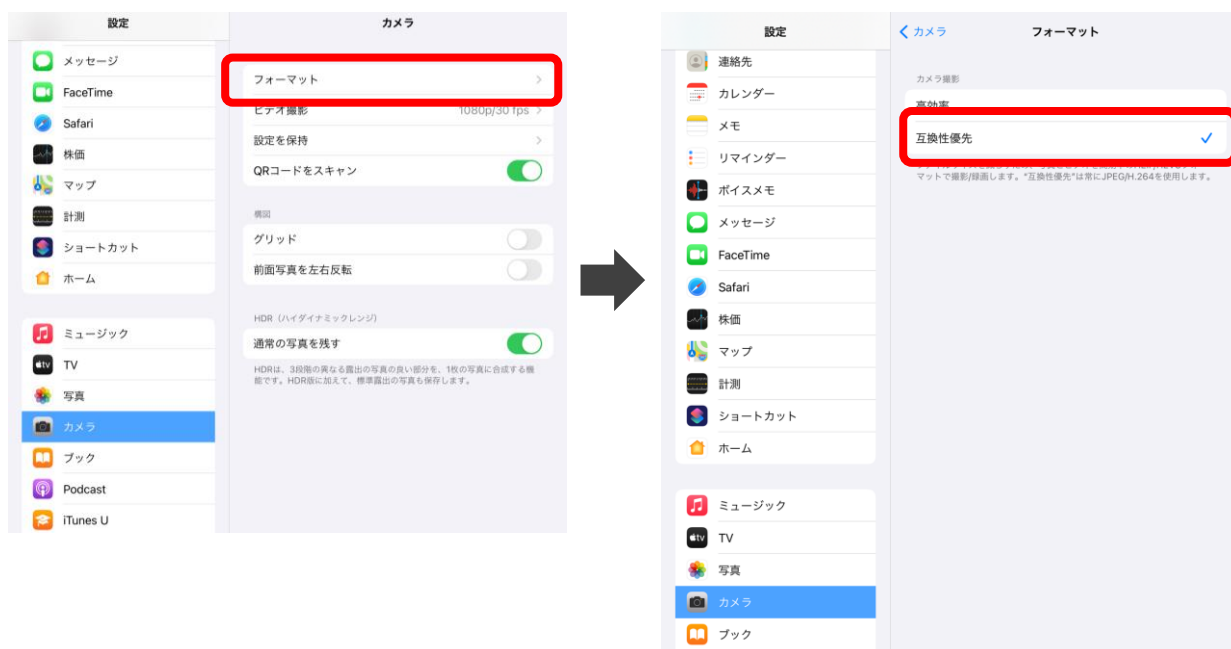 設定
メッセージ
FaceTime
Safari
株価
マップ
計測
ショートカット
ホーム
ミュージック
tv
TV
写真
カメラ
ブック
Podcast
iTunes U
カメラ
フォーマット
ビデオ撮影 1080p/30 fps
設定を保持
QRコードをスキャン
構図
グリッド
前面写真を左右反転
HDR（ハイダイナミックレンジ）
通常の写真を残す
HDRは、3段階の異なる露出の写真の良い部分を、1枚の写真に合成する機
能です。HDR版に加えて、標準露出の写真も保存します。
設定
連絡先
カレンダー
メモ
リマインダー
ボイスメモ
メッセージ
FaceTime
Safari
株価
マップ
計測
ショートカット
ホーム
ミュージック
tv
TV
写真
カメラ
ブック
カメラ
フォーマット
カメラ撮影
高効率
互換性優先
マットで撮影/録画します。"互換性優先"は常にJPEG/H.264を使用します。